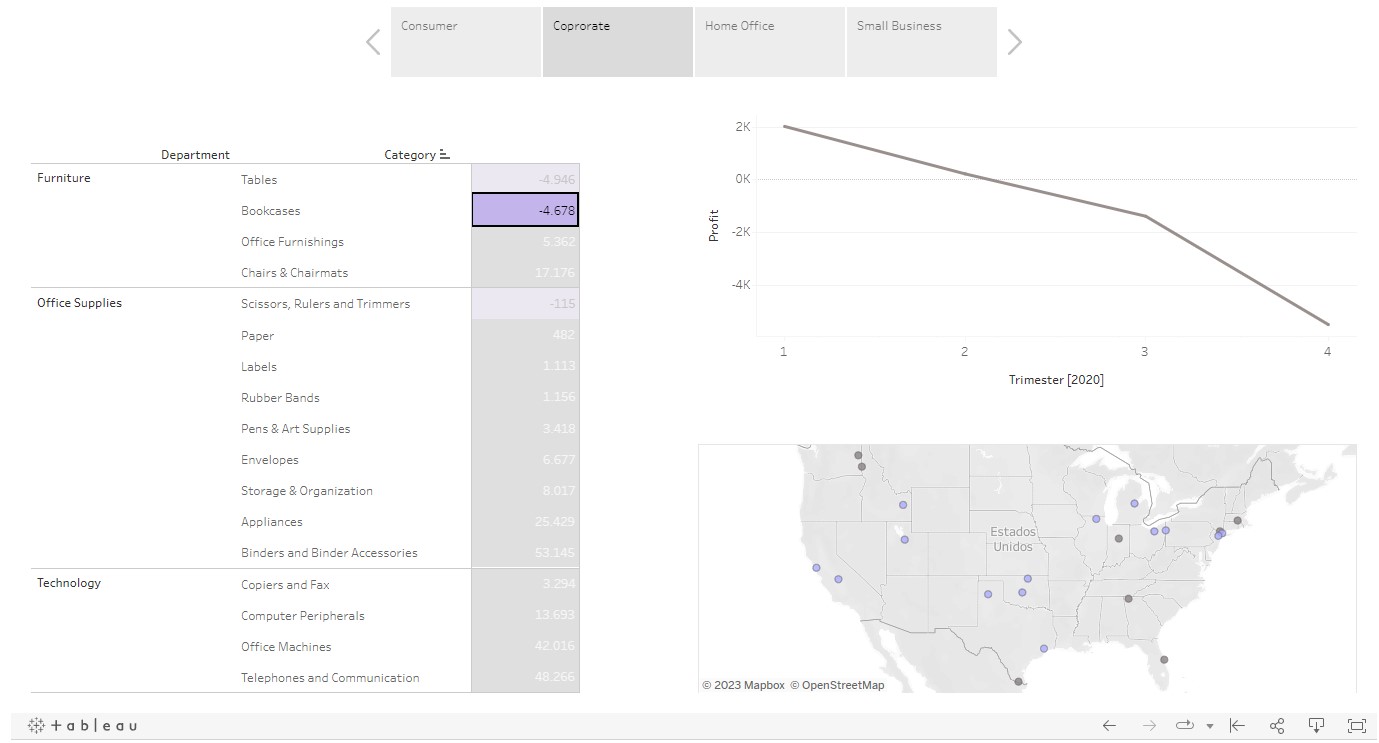 Consumer
Coprorate
Home Office
Small Business
Department Category
Furniture Tables -4.946
Bookcases -4.678
Office Furnishings 5.362
Chairs & Chairmats 17.176
Office Supplies Scissors, Rulers and Trimmers -115
Paper 482
Labels 1.113
Rubber Bands 1.156
Pens & Art Supplies 3.418
Envelopes 6.677
Storage & Organization 8.017
Appliances 25.429
Binders and Binder Accessories 53.145
Technology Copiers and Fax 3.294
Computer Peripherals 13.693
Office Machines 42.016
Telephones and Communication 48.266
Profit
2K
0K
-2K
-4K
1 2 3 4
Trimester [2020]
Estados
Unidos
© 2023 Mapbox © OpenStreetMap
+ableau